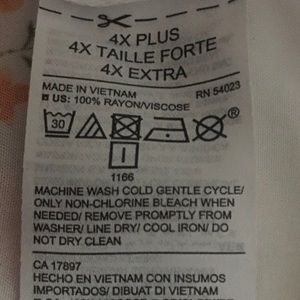 4X PLUS
4X TAILLE FORTE
4X EXTRA
MADE IN VIETNAM
RN 54023
US: 100% RAYON/VISCOSE
30
®
I
1166
MACHINE WASH COLD GENTLE CYCLE/
ONLY NON-CHLORINE BLEACH WHEN
NEEDED/ REMOVE PROMPTLY FROM
WASHER/ LINE DRY/ COOL IRON/ DO
NOT DRY CLEAN
CA 17897
HECHO EN VIETNAM CON INSUMOS
IMPORTADOS/ DIBUAT DI VIETNAM